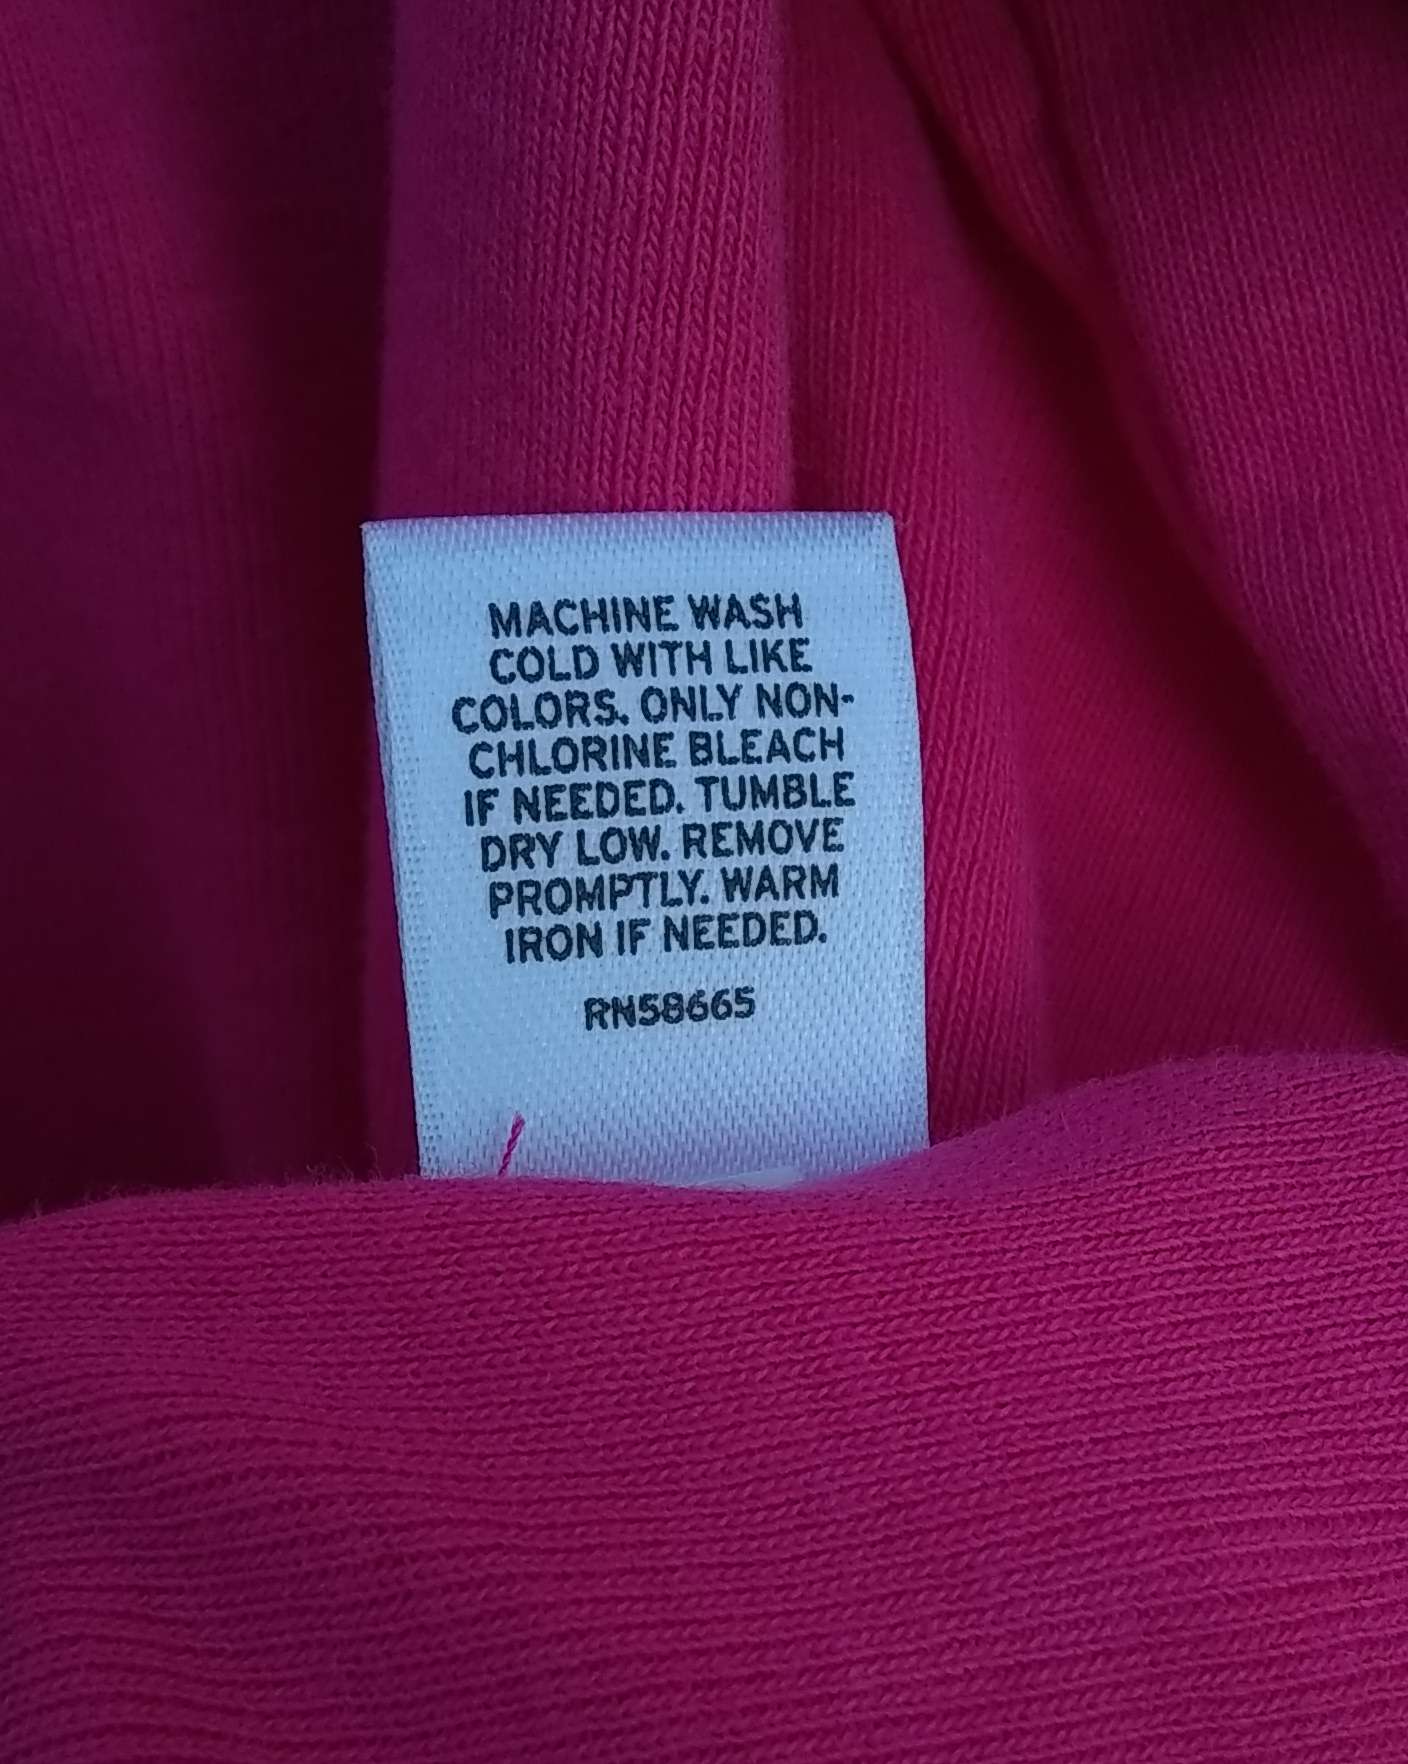 MACHINE WASH
COLD WITH LIKE
COLORS. ONLY NON-
CHLORINE BLEACH
IF NEEDED. TUMBLE
DRY LOW. REMOVE
PROMPTLY. WARM
IRON IF NEEDED.
RN58665